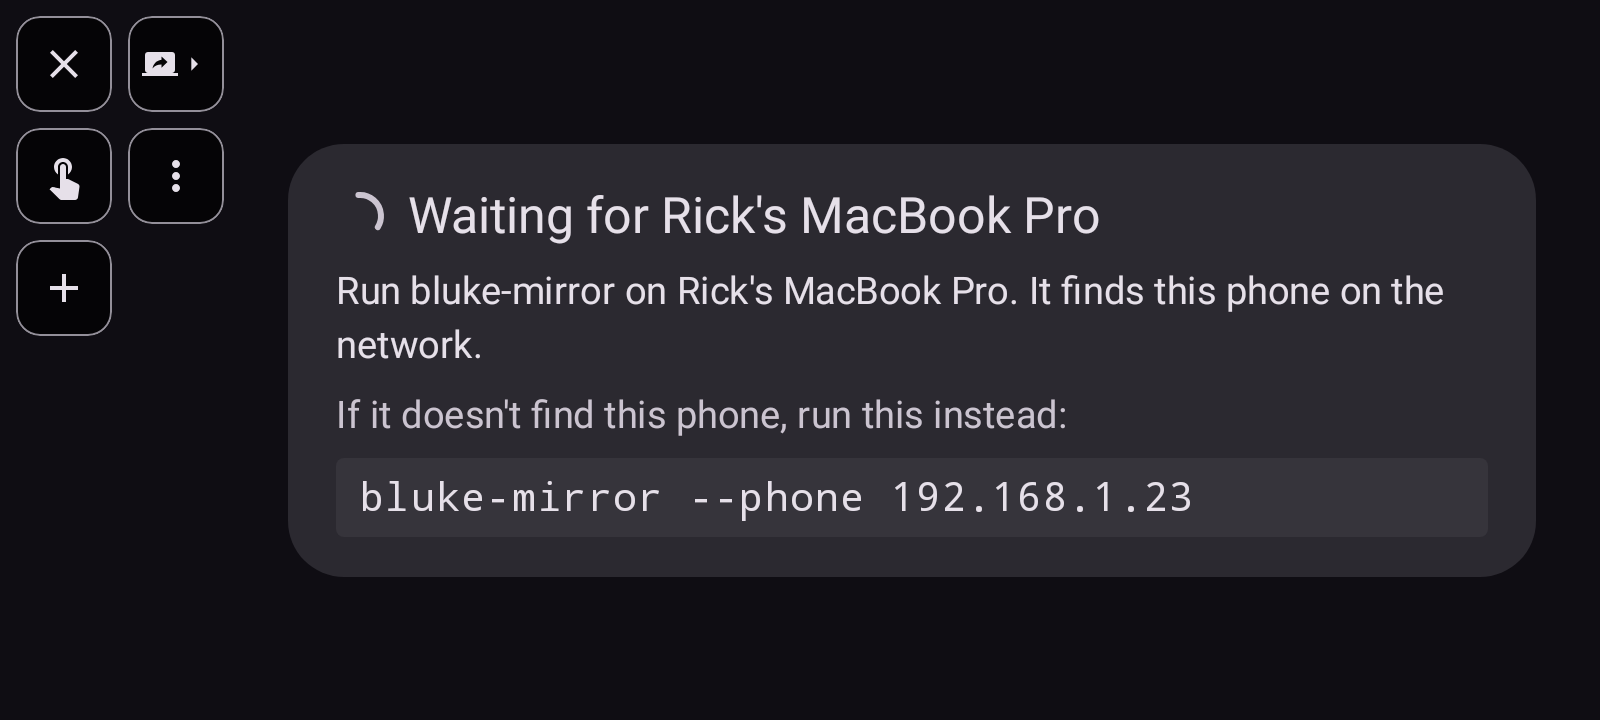 Waiting for Rick's MacBook Pro
Run bluke-mirror on Rick's MacBook Pro. It finds this phone on the
network.
If it doesn't find this phone, run this instead:
bluke-mirror --phone 192.168.1.23